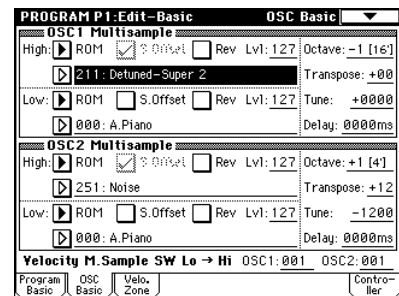 PROGRAM P1:Edit-Basic OSC Basic
OSC1 Multisample
High: ROM S.Offset Rev Lvl: 127 Octave: -1 [16']
211: Detuned-Super 2 Transpose: +00
Low: ROM S.Offset Rev Lvl: 127 Tune: +0000
000: A.Piano Delay: 0000ms
OSC2 Multisample
High: ROM S.Offset Rev Lvl: 127 Octave: +1 [4']
251: Noise Transpose: +12
Low: ROM S.Offset Rev Lvl: 127 Tune: -1200
000: A.Piano Delay: 0000ms
Velocity M.Sample SW Lo → Hi OSC1: 001 OSC2: 001
Program Basic OSC Basic Velo. Zone Contro- ller